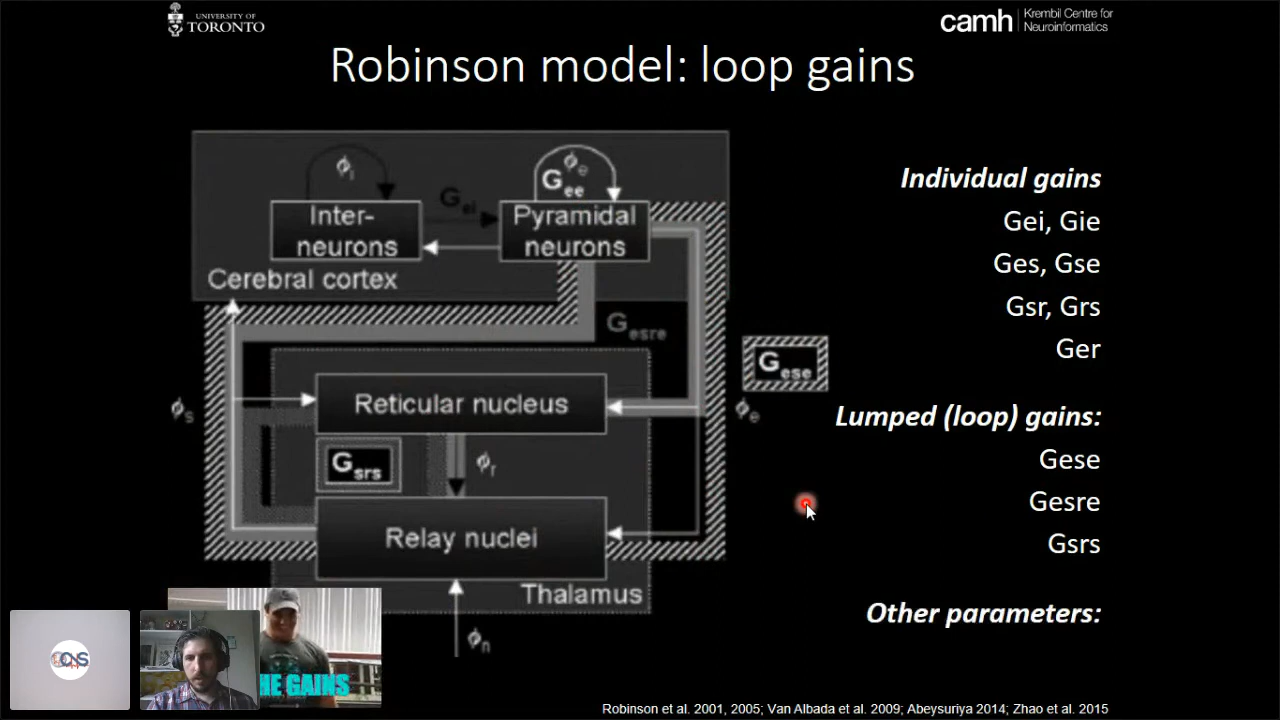 UNIVERSITY OF
TORONTO
camh
Krembil Centre for
Neuroinformatics
Robinson model: loop gains
ϕi
ϕe
Gee
Gei
Inter-
neurons
Pyramidal
neurons
Cerebral cortex
Gesre
Gese
Reticular nucleus
ϕs
ϕe
Gsrs
ϕr
Relay nuclei
Thalamus
ϕn
Individual gains
Gei, Gie
Ges, Gse
Gsr, Grs
Ger
Lumped (loop) gains:
Gese
Gesre
Gsrs
Other parameters:
HE GAINS
Robinson et al. 2001, 2005; Van Albada et al. 2009; Abeysuriya 2014; Zhao et al. 2015